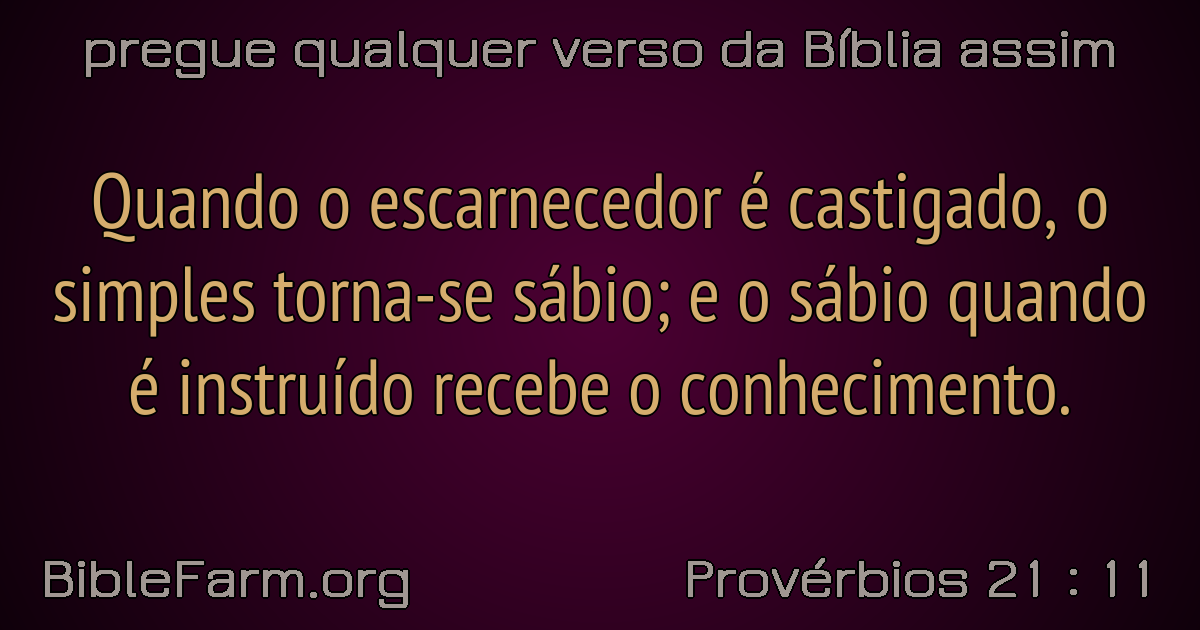 pregue qualquer verso da Bíblia assim
Quando o escarnecedor é castigado, o
simples torna-se sábio; e o sábio quando
é instruído recebe o conhecimento.
BibleFarm.org
Provérbios 21 : 11